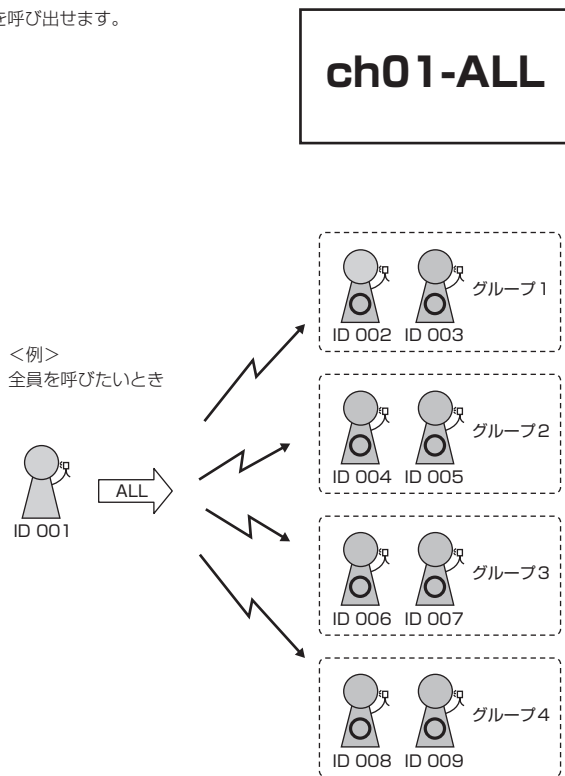 を呼び出せます。
ch01-ALL
<例>
全員を呼びたいとき
ID 001
ALL
ID 002 ID 003
グループ1
ID 004 ID 005
グループ2
ID 006 ID 007
グループ3
ID 008 ID 009
グループ4